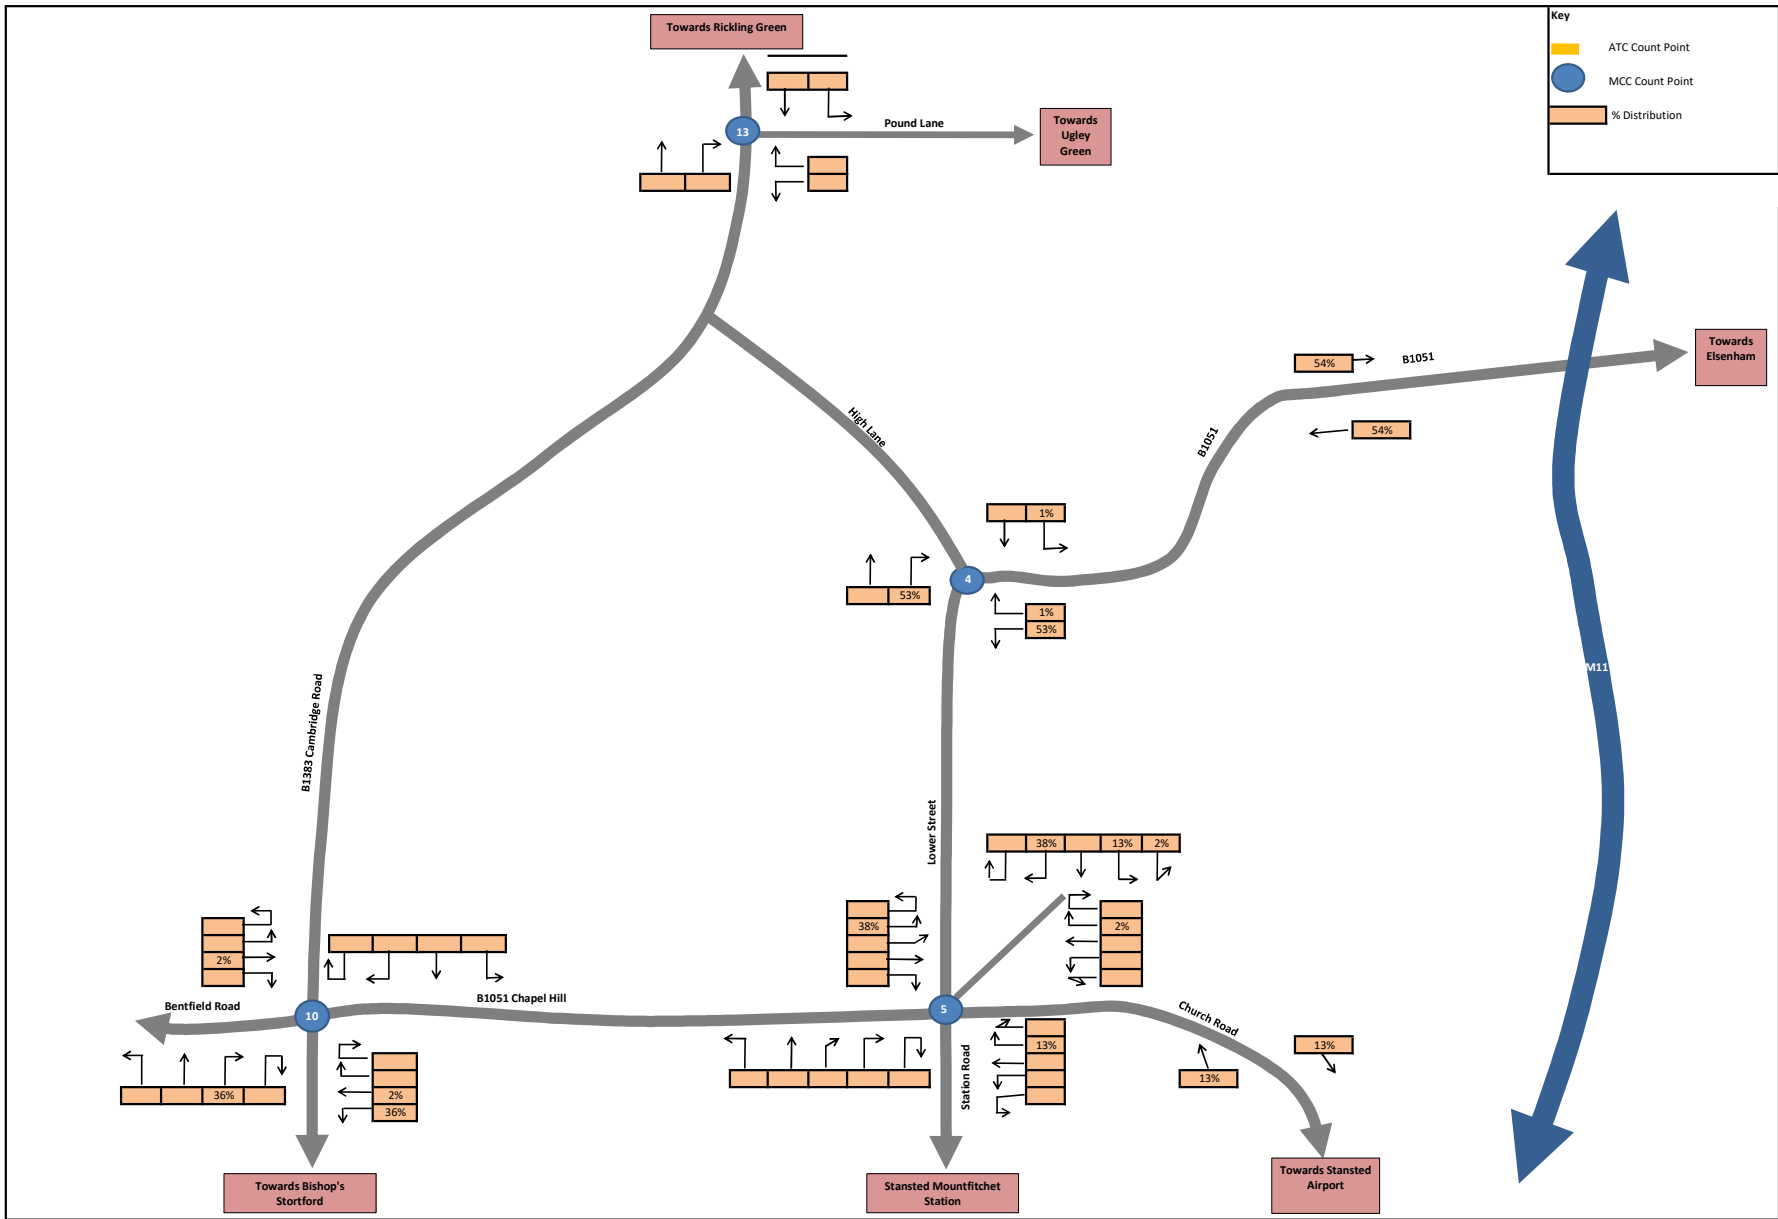 Towards Rickling Green
Key
ATC Count Point
MCC Count Point
% Distribution
13
Pound Lane
Towards
Ugley
Green
Towards
Elsenham
54%
B1051
54%
B1051
High Lane
1%
4
53%
1%
53%
M11
B1383 Cambridge Road
Lower Street
38%
13%
2%
38%
2%
2%
Bentfield Road
10
B1051 Chapel Hill
5
Church Road
13%
13%
13%
Station Road
36%
2%
36%
Towards Bishop's
Stortford
Stansted Mountfitchet
Station
Towards Stansted
Airport